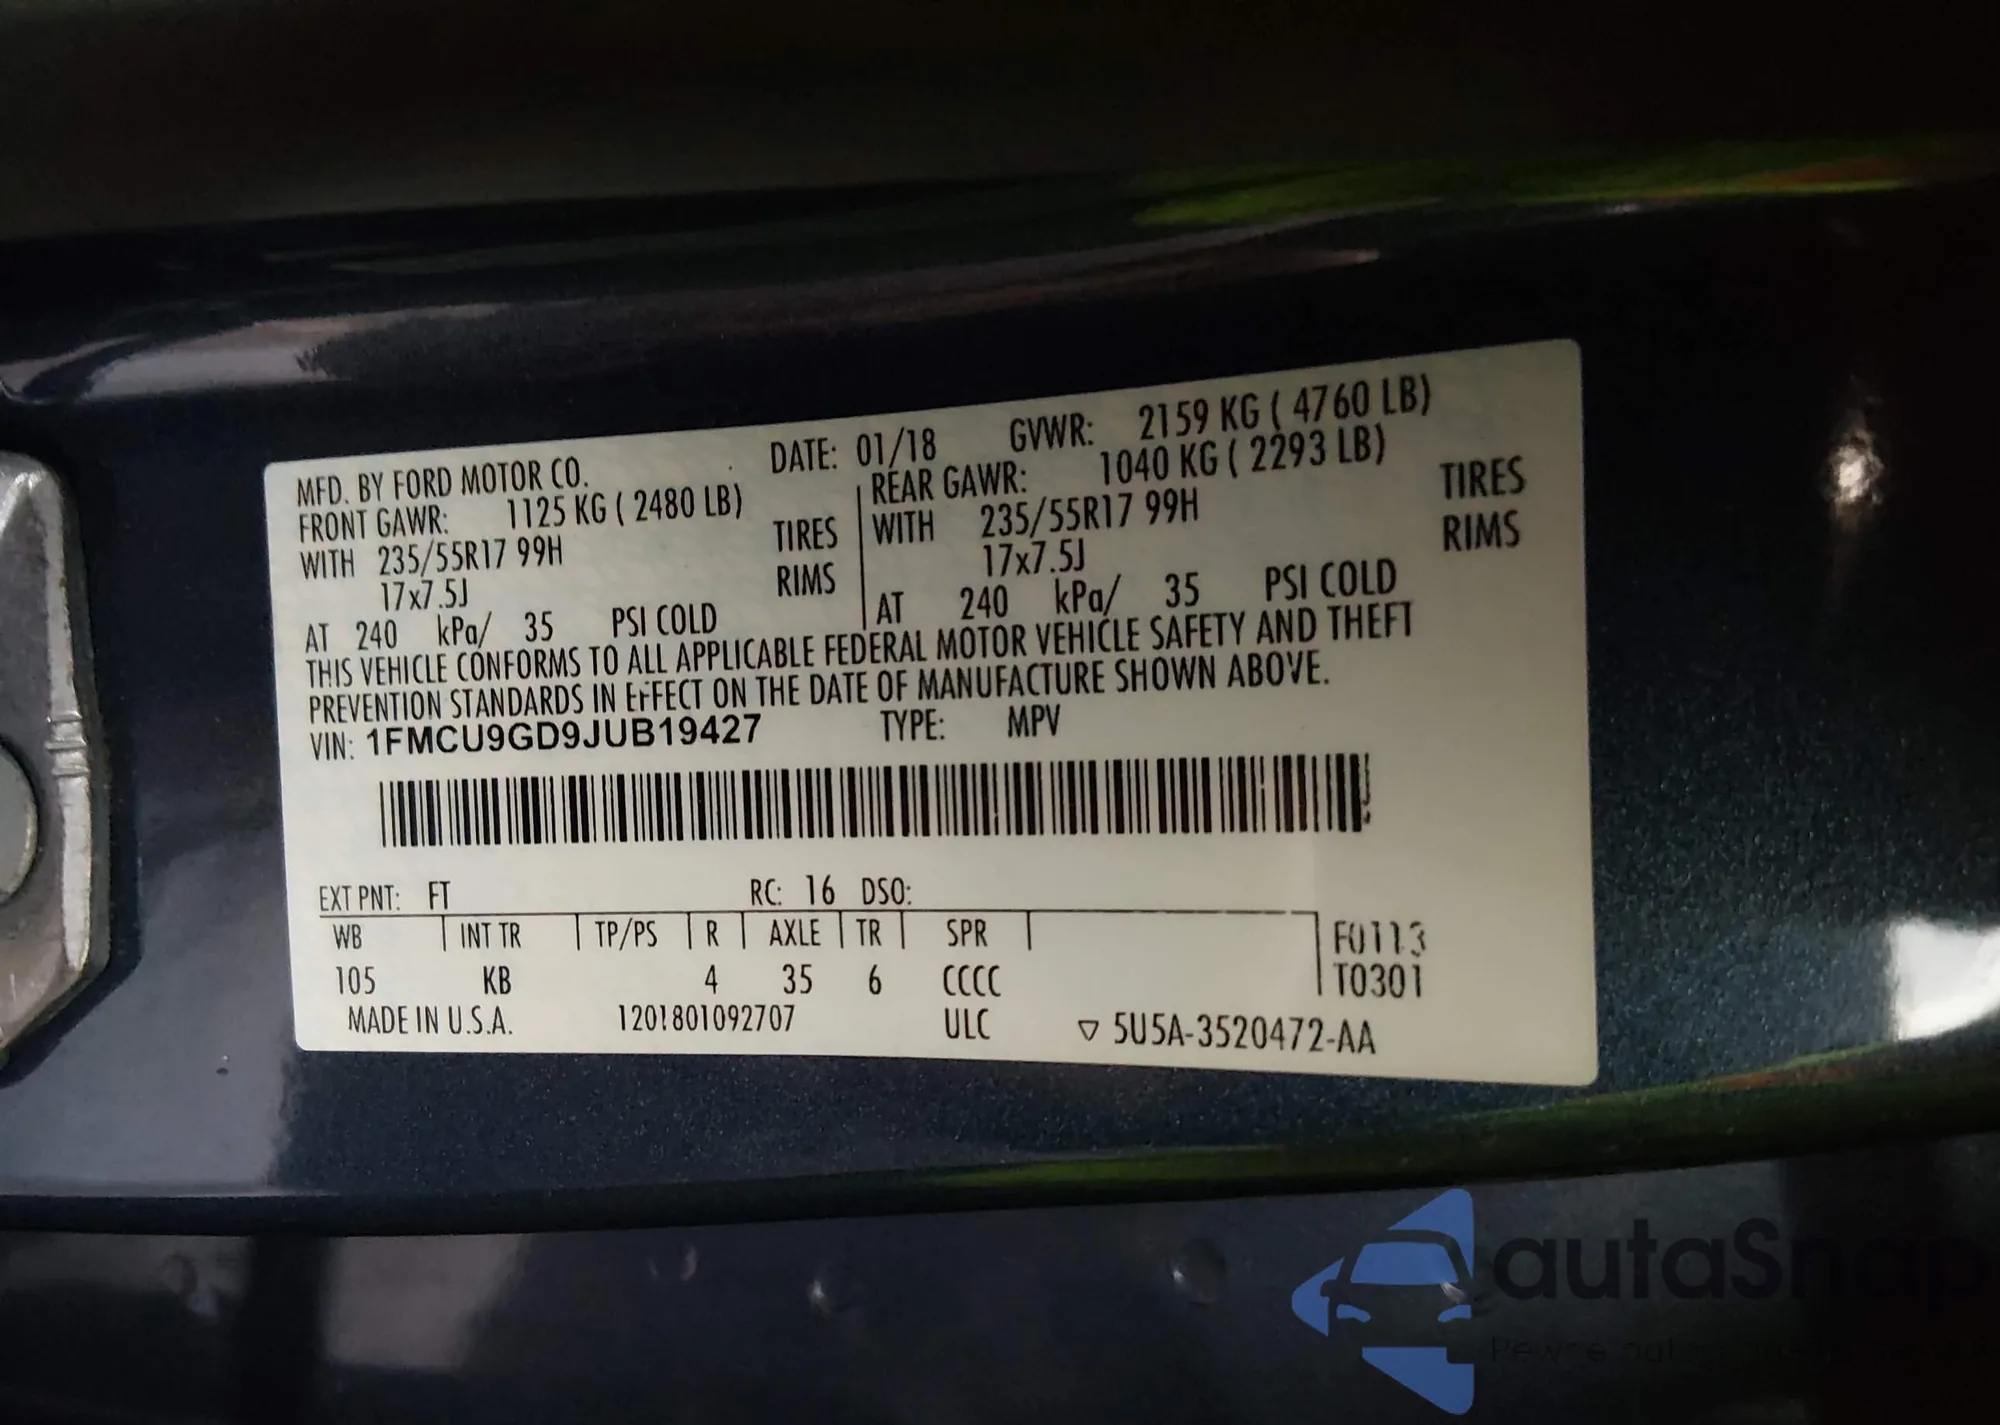 MFD. BY FORD MOTOR CO. DATE: 01/18 GVWR: 2159 KG ( 4760 LB)
FRONT GAWR: 1125 KG ( 2480 LB) REAR GAWR: 1040 KG ( 2293 LB)
WITH 235/55R17 99H TIRES WITH 235/55R17 99H TIRES
17x7.5J RIMS 17x7.5J RIMS
AT 240 kPa/ 35 PSI COLD AT 240 kPa/ 35 PSI COLD
THIS VEHICLE CONFORMS TO ALL APPLICABLE FEDERAL MOTOR VEHICLE SAFETY AND THEFT
PREVENTION STANDARDS IN EFFECT ON THE DATE OF MANUFACTURE SHOWN ABOVE.
VIN: 1FMCU9GD9JUB19427 TYPE: MPV
EXT PNT: FT RC: 16 DSO:
WB INT TR TP/PS R AXLE TR SPR F0113
105 KB 4 35 6 CCCC T0301
MADE IN U.S.A. 1201801092707 ULC ▽ 5U5A-3520472-AA
autaSnap